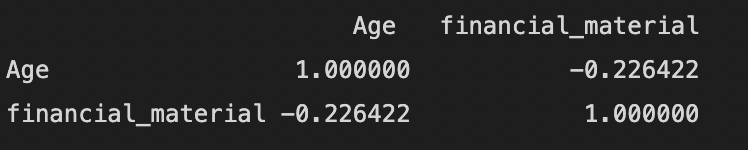 Age financial_material
Age 1.000000 -0.226422
financial_material -0.226422 1.000000